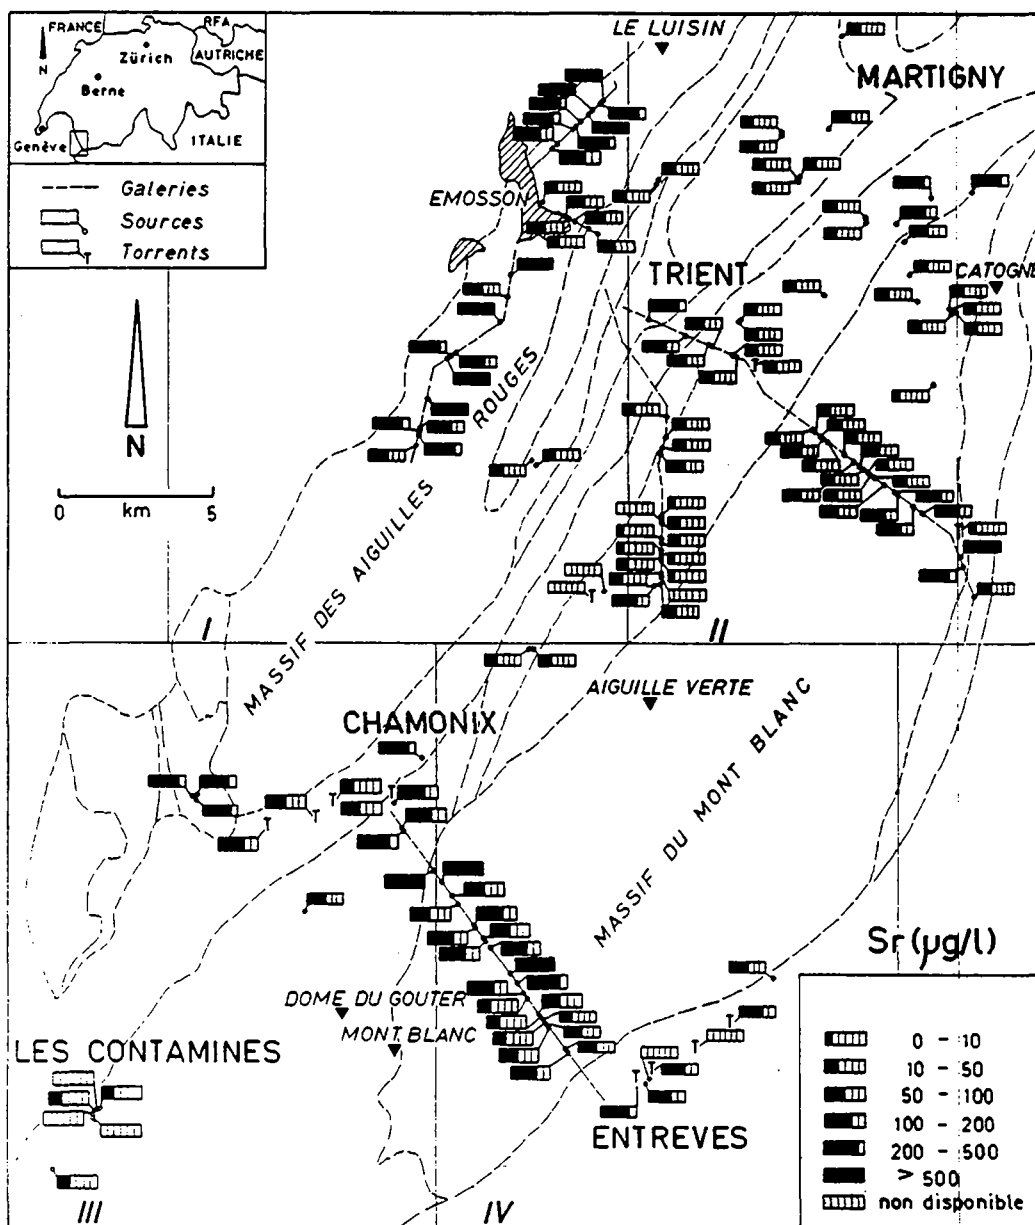 FRANCE
RFA
N
Zürich
AUTRICHE
Berne
Genève
ITALIE
Galeries
Sources
Torrents
LE LUISIN
MARTIGNY
EMOSSON
TRIENT
CATOGNE
N
0 km 5
MASSIF DES AIGUILLES ROUGES
I
II
AIGUILLE VERTE
CHAMONIX
MASSIF DU MONT BLANC
DOME DU GOUTER
MONT BLANC
LES CONTAMINES
ENTREVES
III
IV
Sr (µg/l)
0 - 10
10 - 50
50 - 100
100 - 200
200 - 500
> 500
non disponible